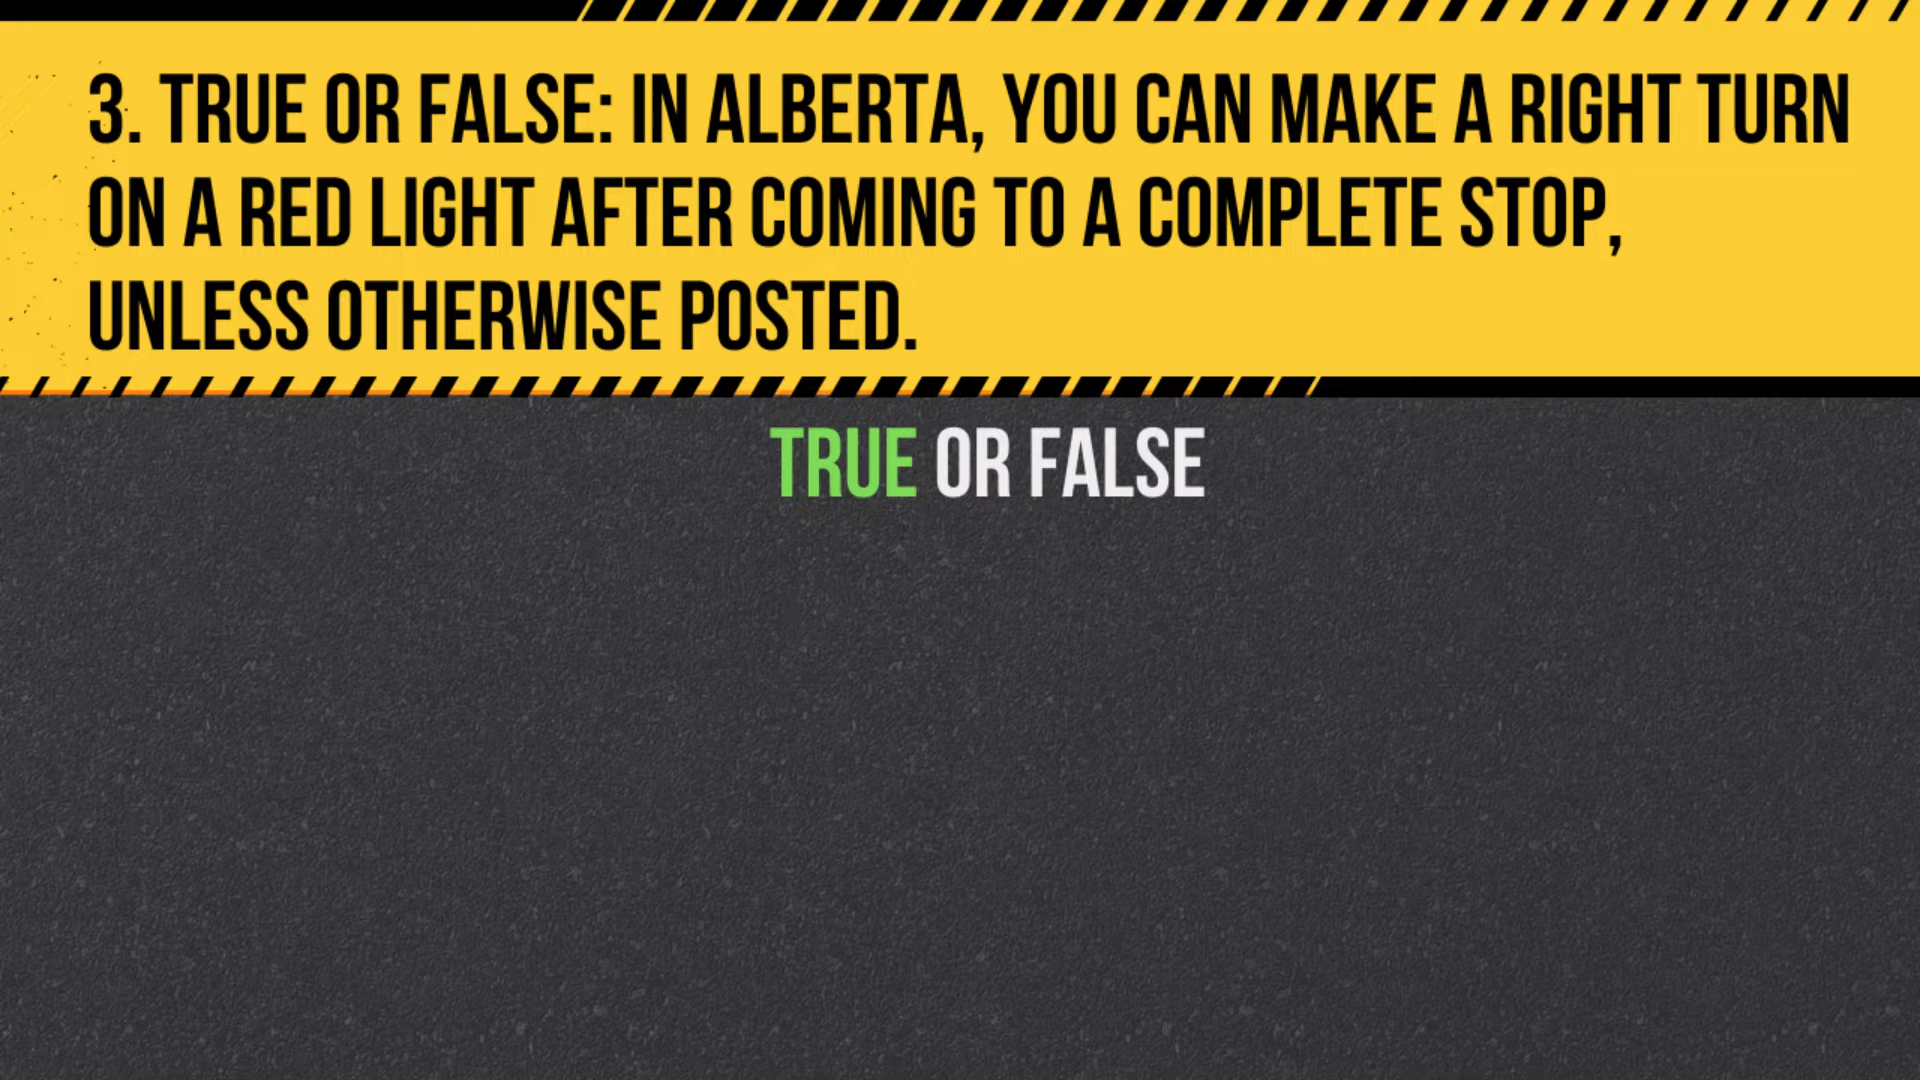 3. TRUE OR FALSE: IN ALBERTA, YOU CAN MAKE A RIGHT TURN
ON A RED LIGHT AFTER COMING TO A COMPLETE STOP,
UNLESS OTHERWISE POSTED.
TRUE OR FALSE